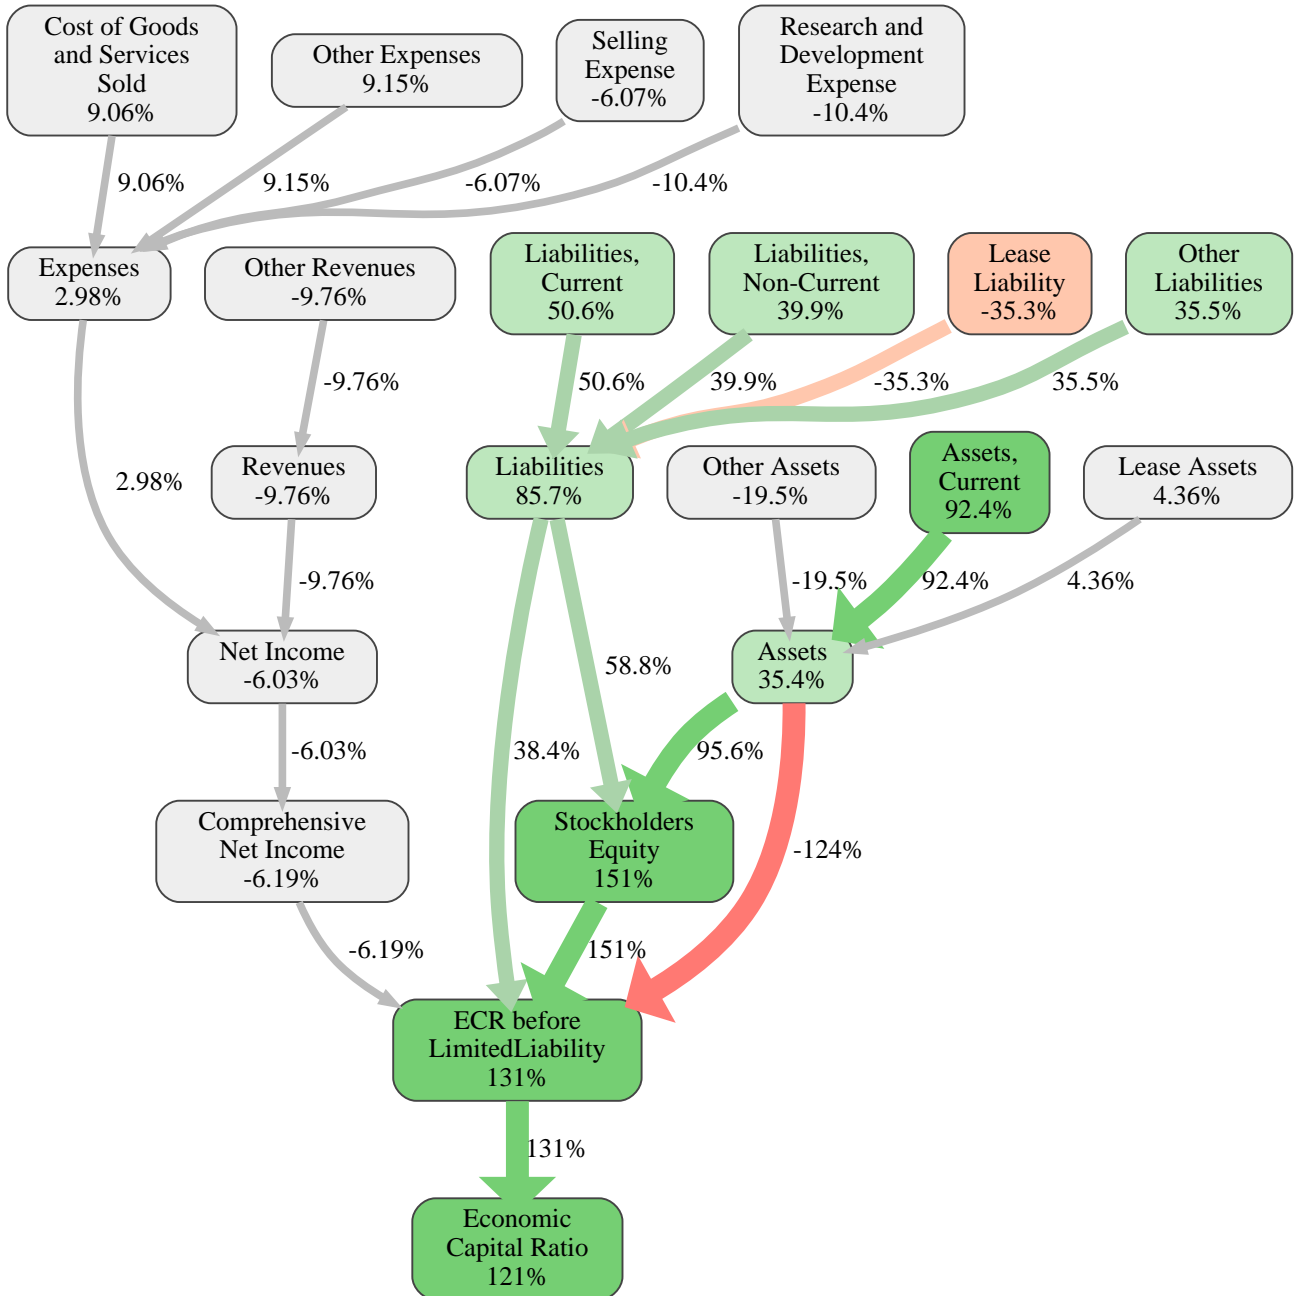 Cost of Goods
and Services
Sold
9.06%
Other Expenses
9.15%
Selling
Expense
-6.07%
Research and
Development
Expense
-10.4%
9.06%
9.15%
-6.07%
-10.4%
Expenses
2.98%
Other Revenues
-9.76%
Liabilities,
Current
50.6%
Liabilities,
Non-Current
39.9%
Lease
Liability
-35.3%
Other
Liabilities
35.5%
-9.76%
50.6%
39.9%
-35.3%
35.5%
2.98%
Revenues
-9.76%
Liabilities
85.7%
Other Assets
-19.5%
Assets,
Current
92.4%
Lease Assets
4.36%
-9.76%
-19.5%
92.4%
4.36%
Net Income
-6.03%
58.8%
Assets
35.4%
-6.03%
38.4%
95.6%
Comprehensive
Net Income
-6.19%
Stockholders
Equity
151%
-124%
-6.19%
151%
ECR before
LimitedLiability
131%
131%
Economic
Capital Ratio
121%